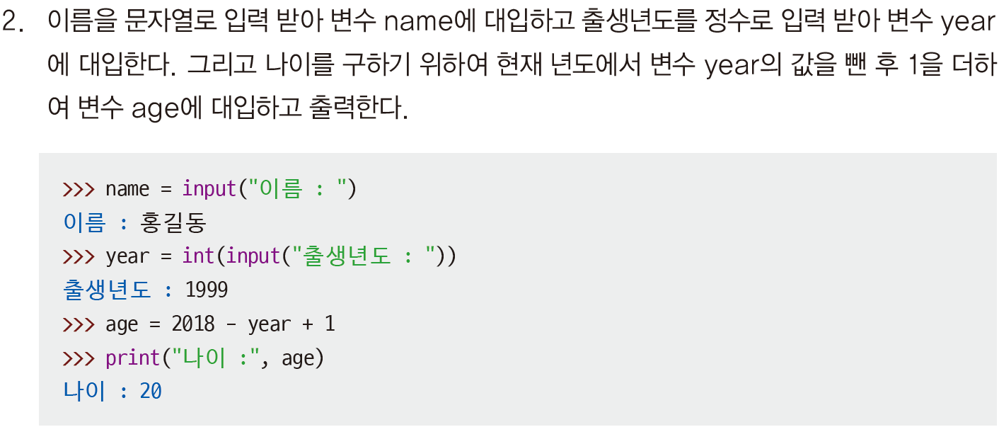 2. 이름을 문자열로 입력 받아 변수 name에 대입하고 출생년도를 정수로 입력 받아 변수 year
에 대입한다. 그리고 나이를 구하기 위하여 현재 년도에서 변수 year의 값을 뺀 후 1을 더하
여 변수 age에 대입하고 출력한다.
>>> name = input("이름 : ")
이름 : 홍길동
>>> year = int(input("출생년도 : "))
출생년도 : 1999
>>> age = 2018 - year + 1
>>> print("나이 :", age)
나이 : 20